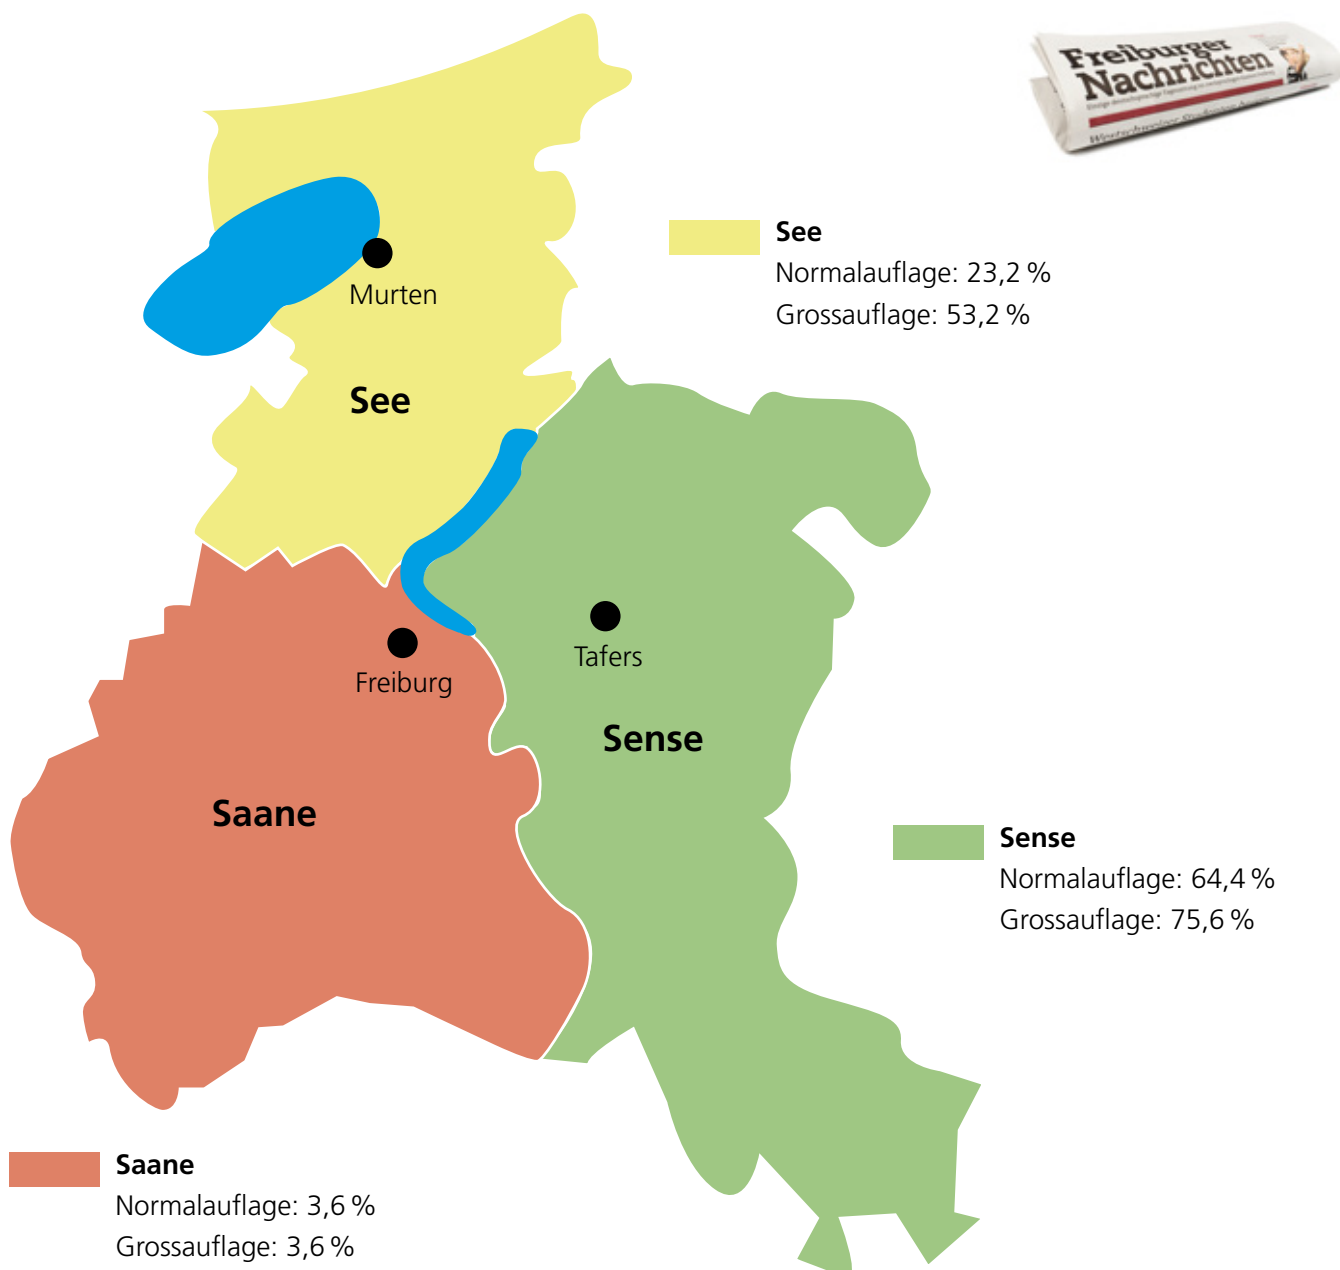 Freiburger
Nachrichten
See
Normalauflage: 23,2 %
Grossauflage: 53,2 %
Murten
See
Tafers
Freiburg
Sense
Saane
Sense
Normalauflage: 64,4 %
Grossauflage: 75,6 %
Saane
Normalauflage: 3,6 %
Grossauflage: 3,6 %